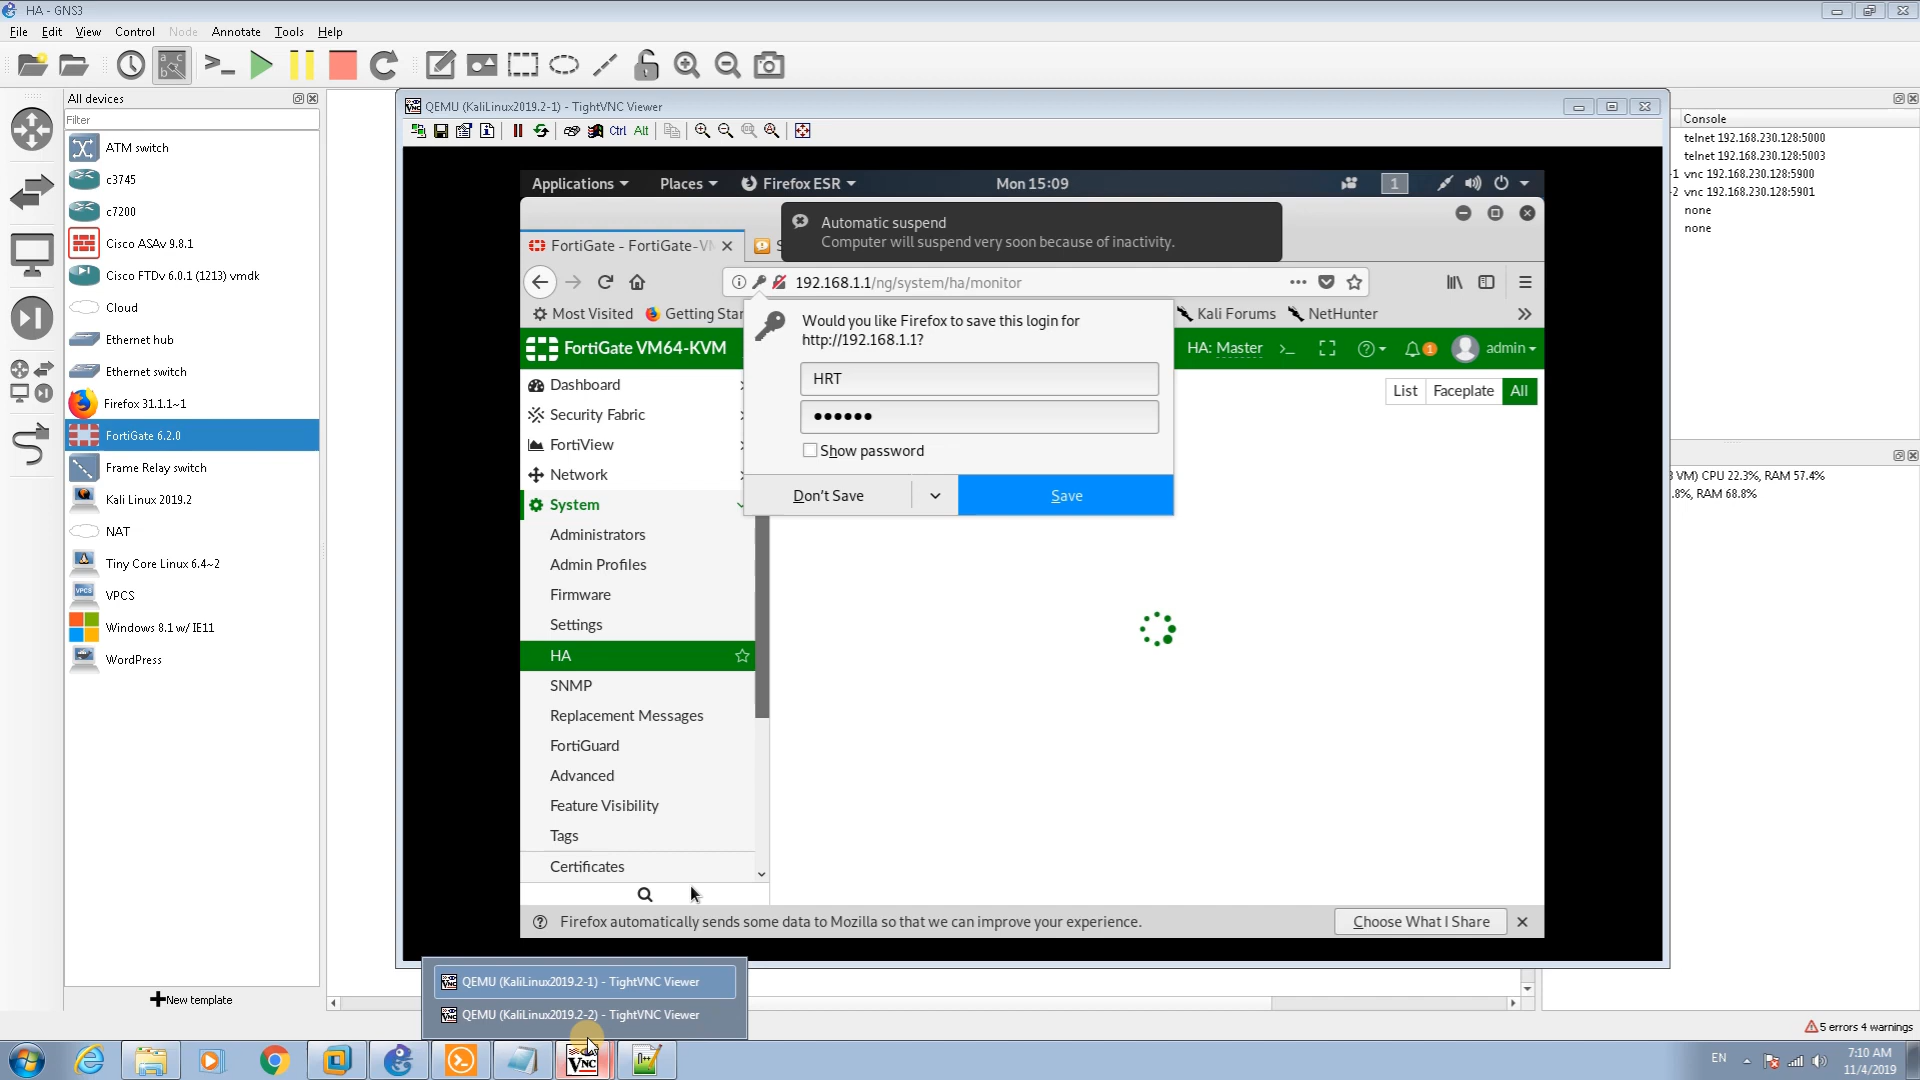 HA - GNS3
File Edit View Control Node Annotate Tools Help
All devices
Filter
ATM switch
c3745
c7200
Cisco ASAv 9.8.1
Cisco FTDv 6.0.1 (1213) vmdk
Cloud
Ethernet hub
Ethernet switch
Firefox 31.1.1~1
FortiGate 6.2.0
Frame Relay switch
Kali Linux 2019.2
NAT
Tiny Core Linux 6.4~2
VPCS
Windows 8.1 w/ IE11
WordPress
New template
QEMU (KaliLinux2019.2-1) - TightVNC Viewer
Ctrl Alt
Applications Places Firefox ESR Mon 15:09 1
Automatic suspend
Computer will suspend very soon because of inactivity.
FortiGate - FortiGate-VM
S
192.168.1.1/ng/system/ha/monitor
Most Visited Getting Star Kali Forums NetHunter
Would you like Firefox to save this login for
http://192.168.1.1?
HRT
••••••
Show password
Don't Save Save
FortiGate VM64-KVM HA: Master >_ 1 admin
List Faceplate All
Dashboard
Security Fabric
FortiView
Network
System
Administrators
Admin Profiles
Firmware
Settings
HA
SNMP
Replacement Messages
FortiGuard
Advanced
Feature Visibility
Tags
Certificates
Firefox automatically sends some data to Mozilla so that we can improve your experience. Choose What I Share
Console
telnet 192.168.230.128:5000
telnet 192.168.230.128:5003
-1 vnc 192.168.230.128:5900
-2 vnc 192.168.230.128:5901
none
none
3 VM) CPU 22.3%, RAM 57.4%
.8%, RAM 68.8%
QEMU (KaliLinux2019.2-1) - TightVNC Viewer
QEMU (KaliLinux2019.2-2) - TightVNC Viewer
5 errors 4 warnings
VNC
EN
7:10 AM
11/4/2019